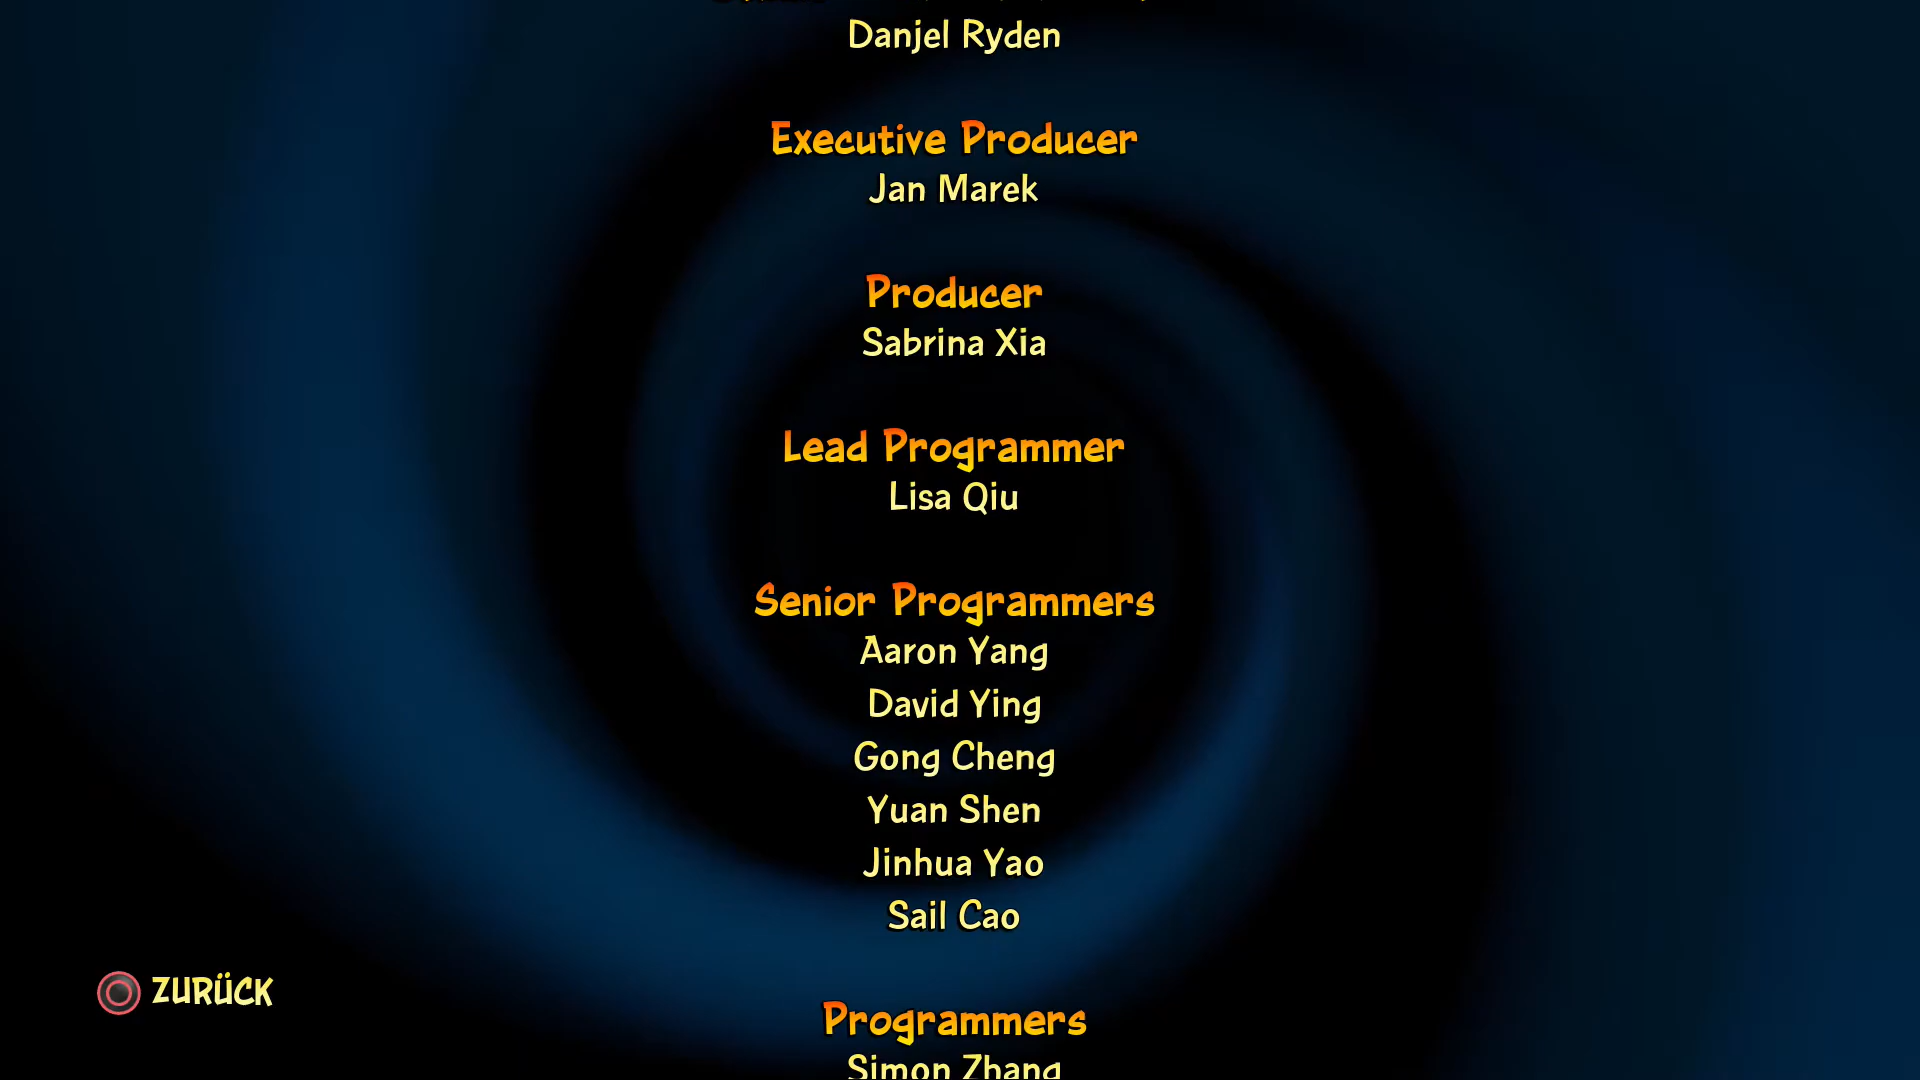 Danjel Ryden
Executive Producer
Jan Marek
Producer
Sabrina Xia
Lead Programmer
Lisa Qiu
Senior Programmers
Aaron Yang
David Ying
Gong Cheng
Yuan Shen
Jinhua Yao
Sail Cao
ZURÜCK
Programmers
Simon Zhang